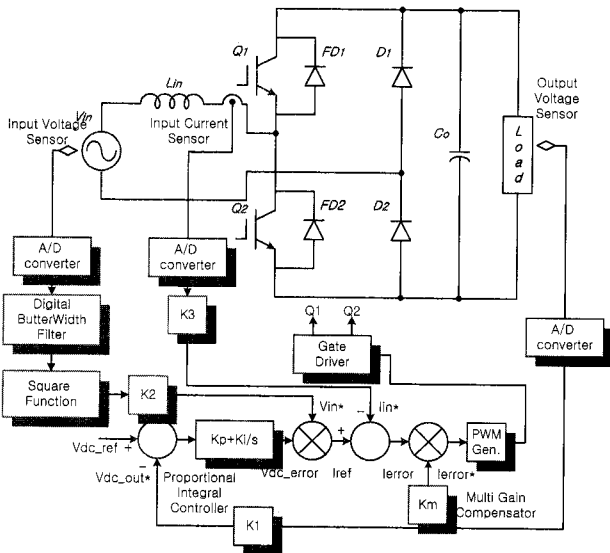 Q1
FD1
D1
Lin
Vin
Input Voltage
Sensor
Input Current
Sensor
Output
Voltage
Sensor
Co
Load
Q2
FD2
D2
A/D
converter
A/D
converter
Digital
ButterWidth
Filter
K3
Q1
Q2
Gate
Driver
A/D
converter
Square
Function
K2
Vin*
Iin*
Vdc_ref
+
−
Vdc_out*
Kp+Ki/s
Vdc_error
+
−
Iref
Ierror
Ierror*
PWM
Gen.
Proportional
Integral
Controller
Km
Multi Gain
Compensator
K1